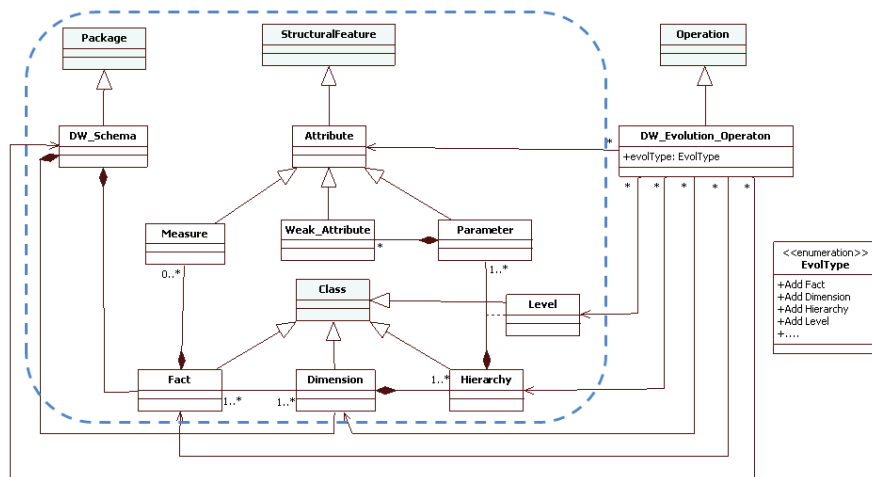 Package
StructuralFeature
Operation
DW_Schema
Attribute
DW_Evolution_Operaton
+evolType: EvolType
*
*
*
*
*
*
Measure
Weak_Attribute
Parameter
*
0..*
1..*
<<enumeration>>
EvolType
+Add Fact
+Add Dimension
+Add Hierarchy
+Add Level
+....
Class
Level
Fact
Dimension
Hierarchy
1..*
1..*
1..*